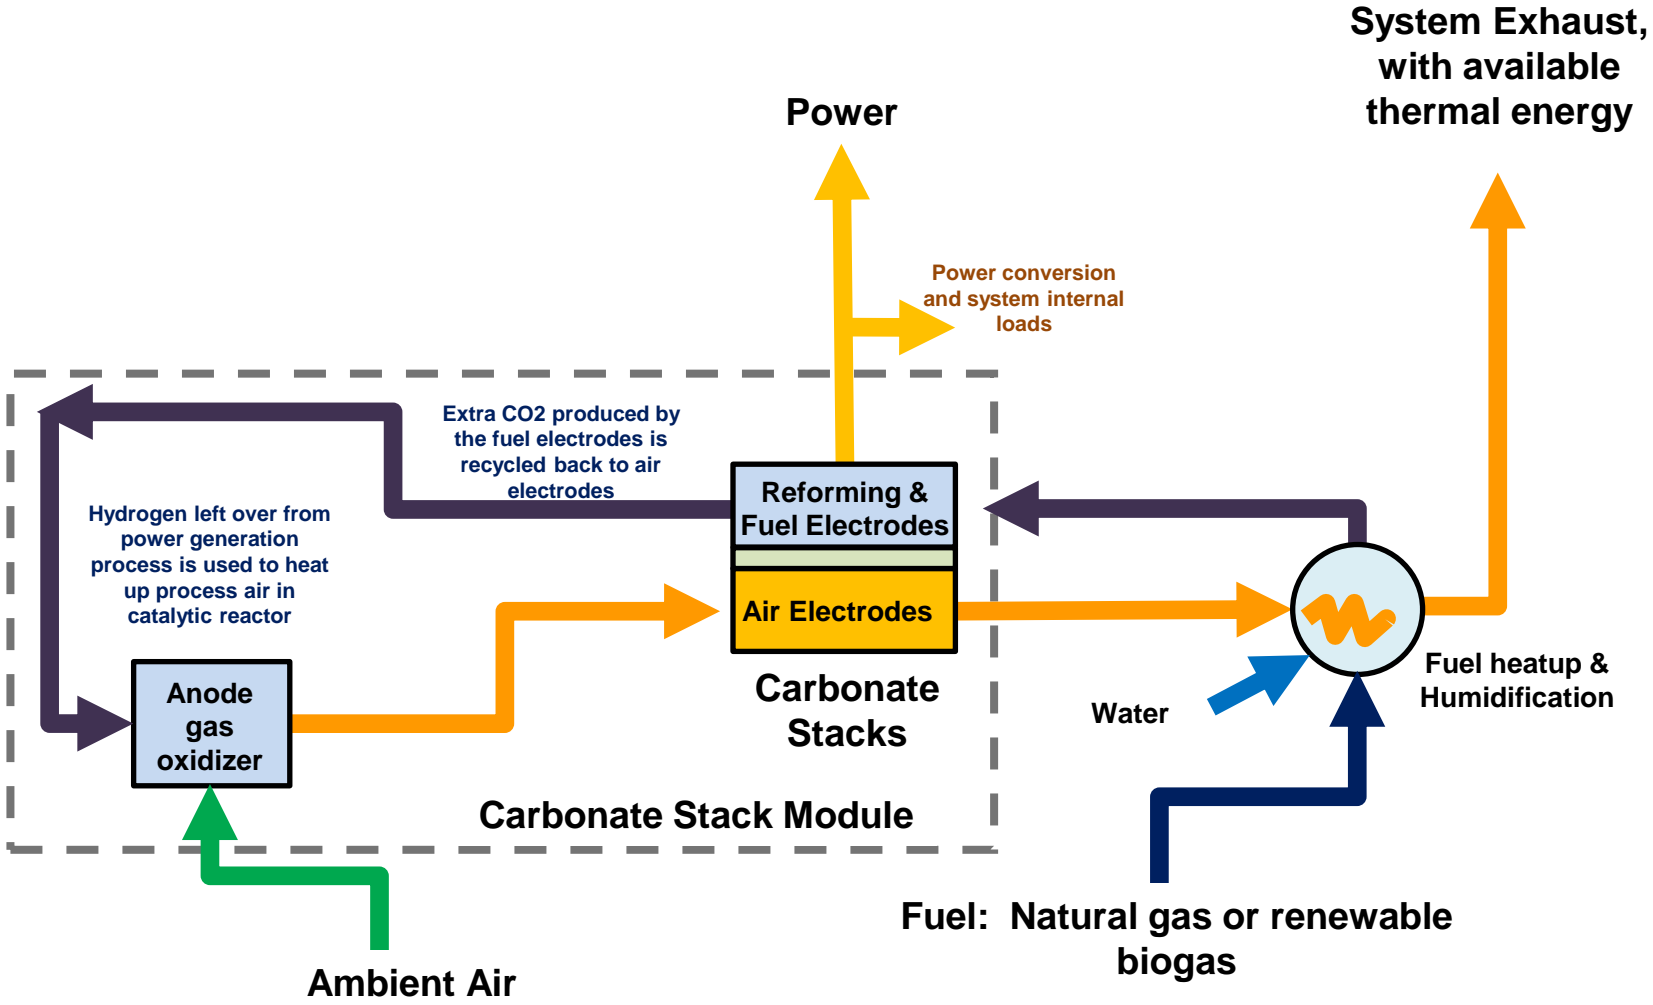 System Exhaust,
with available
thermal energy
Power
Power conversion
and system internal
loads
Extra CO2 produced by
the fuel electrodes is
recycled back to air
electrodes
Hydrogen left over from
power generation
process is used to heat
up process air in
catalytic reactor
Reforming &
Fuel Electrodes
Air Electrodes
Carbonate
Stacks
Anode
gas
oxidizer
Fuel heatup &
Humidification
Water
Carbonate Stack Module
Fuel:  Natural gas or renewable
biogas
Ambient Air